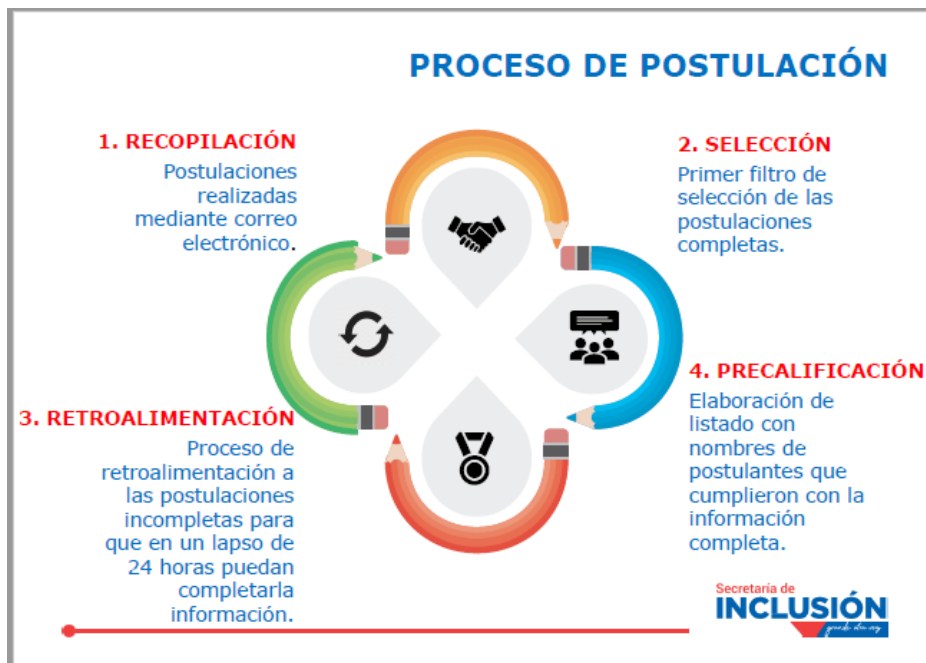 PROCESO DE POSTULACIÓN
1. RECOPILACIÓN
Postulaciones
realizadas
mediante correo
electrónico.
2. SELECCIÓN
Primer filtro de
selección de las
postulaciones
completas.
3. RETROALIMENTACIÓN
Proceso de
retroalimentación a
las postulaciones
incompletas para
que en un lapso de
24 horas puedan
completarla
información.
4. PRECALIFICACIÓN
Elaboración de
listado con
nombres de
postulantes que
cumplieron con la
información
completa.
Secretaría de
INCLUSIÓN